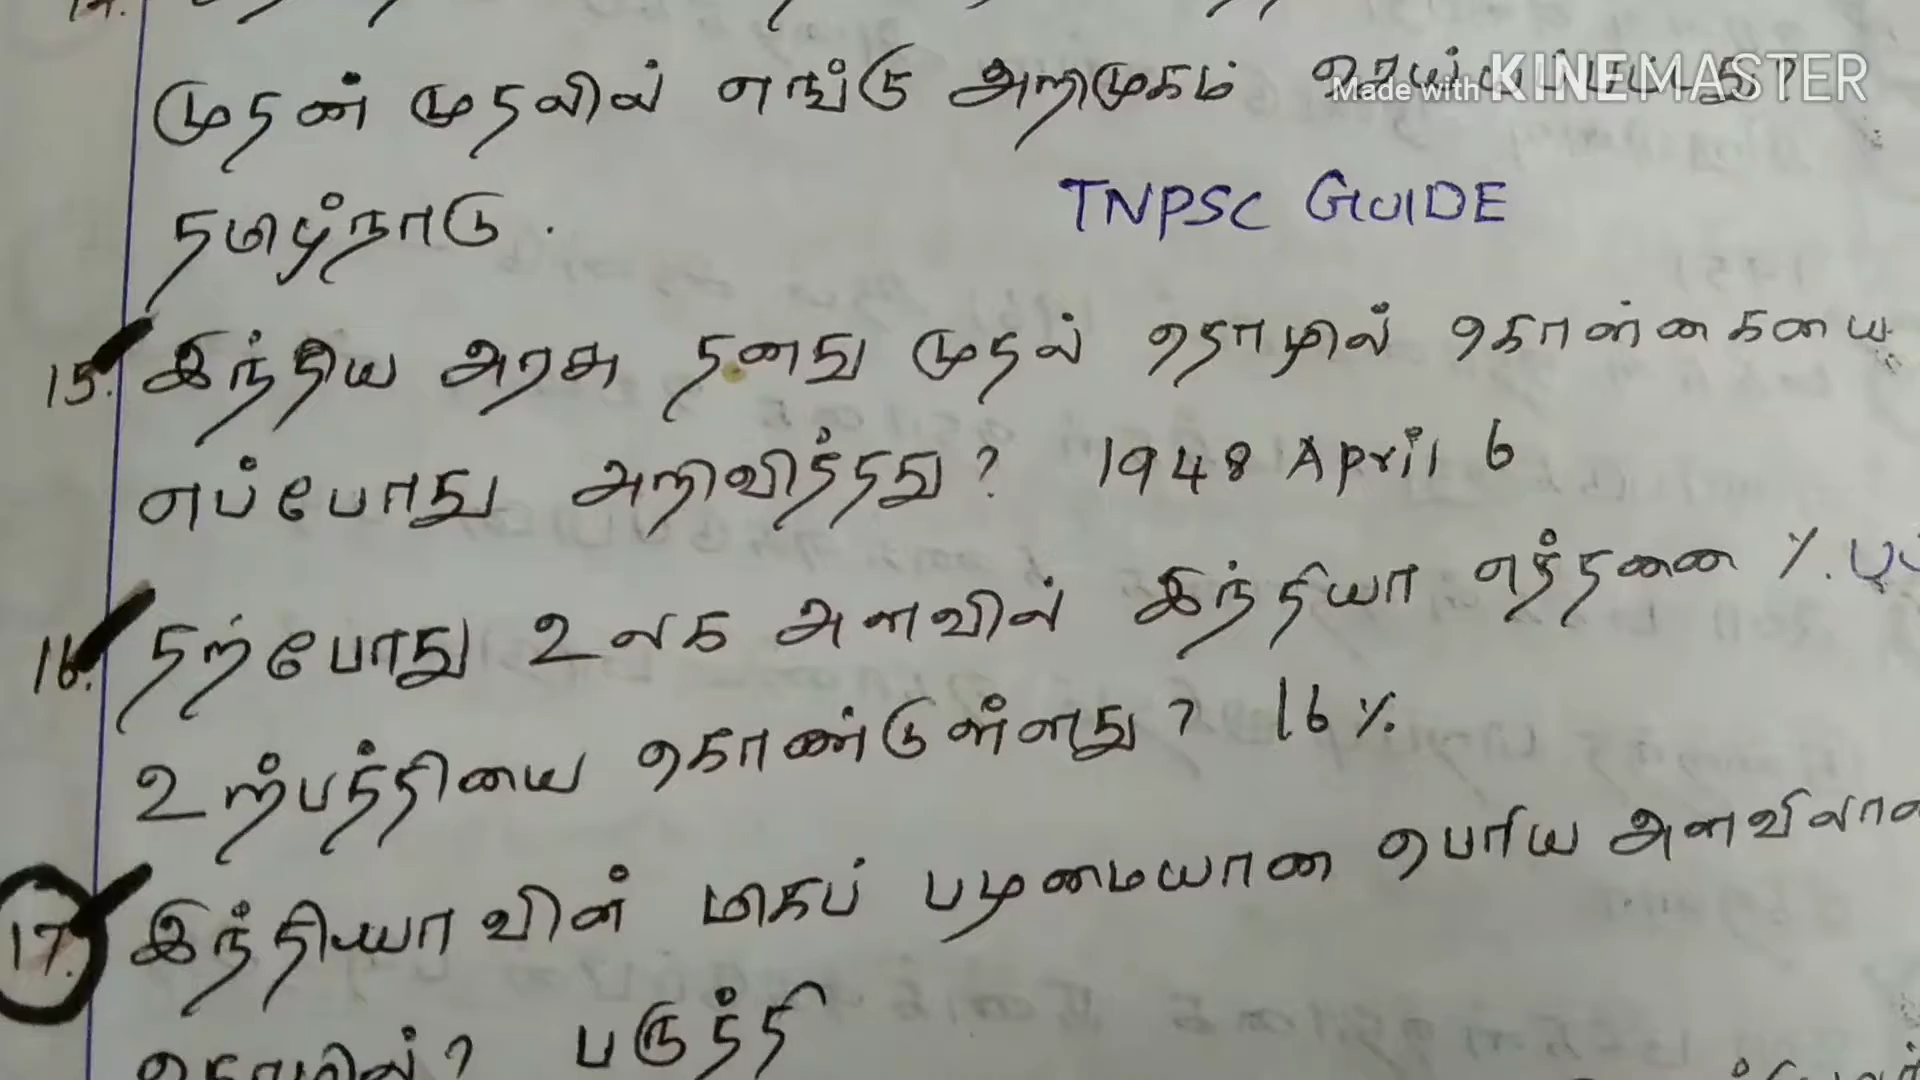 முதன் முதலில் எங்கு அறிமுகம் செய்யப்பட்டது?
Made with KINEMASTER
தமிழ்நாடு.
TNPSC GUIDE
15. இந்திய அரசு தனது முதல் தொழில் கொள்கையை
எப்போது அறிவித்தது? 1948 April 6
16. தற்போது உலக அளவில் இந்தியா எத்தனை %.
உற்பத்தியை கொண்டுள்ளது? 16%
17. இந்தியாவின் மிகப் பழமையான பெரிய
தொழில்? பருத்தி